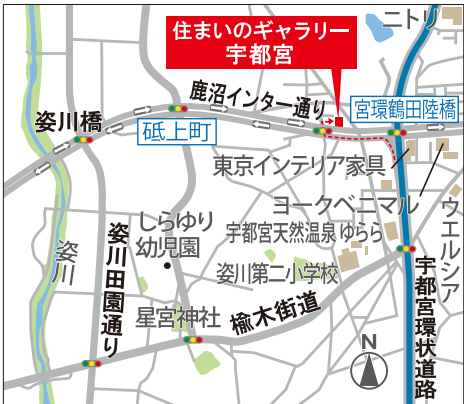 ニトリ
住まいのギャラリー
宇都宮
鹿沼インター通り
宮環鶴田陸橋
姿川橋
砥上町
東京インテリア家具
ヨークベニマル
ウエルシア
しらゆり
幼児園
宇都宮天然温泉 ゆらら
姿川
姿川田園通り
姿川第二小学校
宇都宮環状道路
星宮神社
楡木街道
N